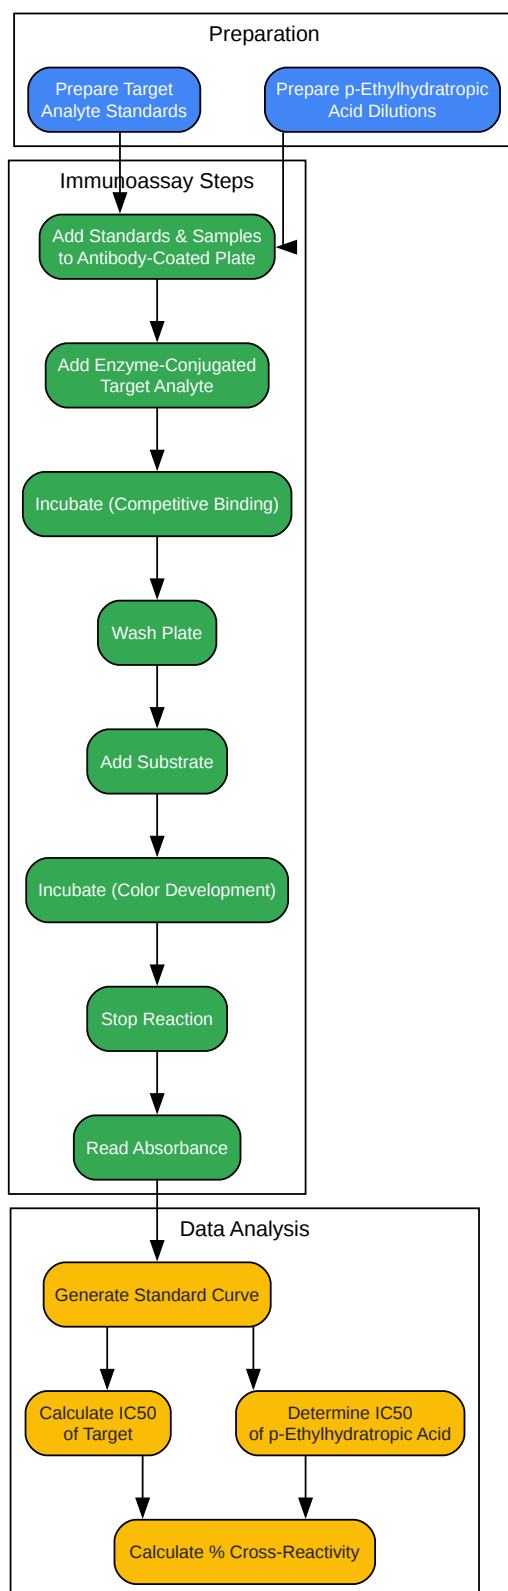 Preparation
Prepare Target
Analyte Standards
Prepare p-Ethylhydratropic
Acid Dilutions
Immunoassay Steps
Add Standards & Samples
to Antibody-Coated Plate
Add Enzyme-Conjugated
Target Analyte
Incubate (Competitive Binding)
Wash Plate
Add Substrate
Incubate (Color Development)
Stop Reaction
Read Absorbance
Data Analysis
Generate Standard Curve
Calculate IC50
of Target
Determine IC50
of p-Ethylhydratropic Acid
Calculate % Cross-Reactivity